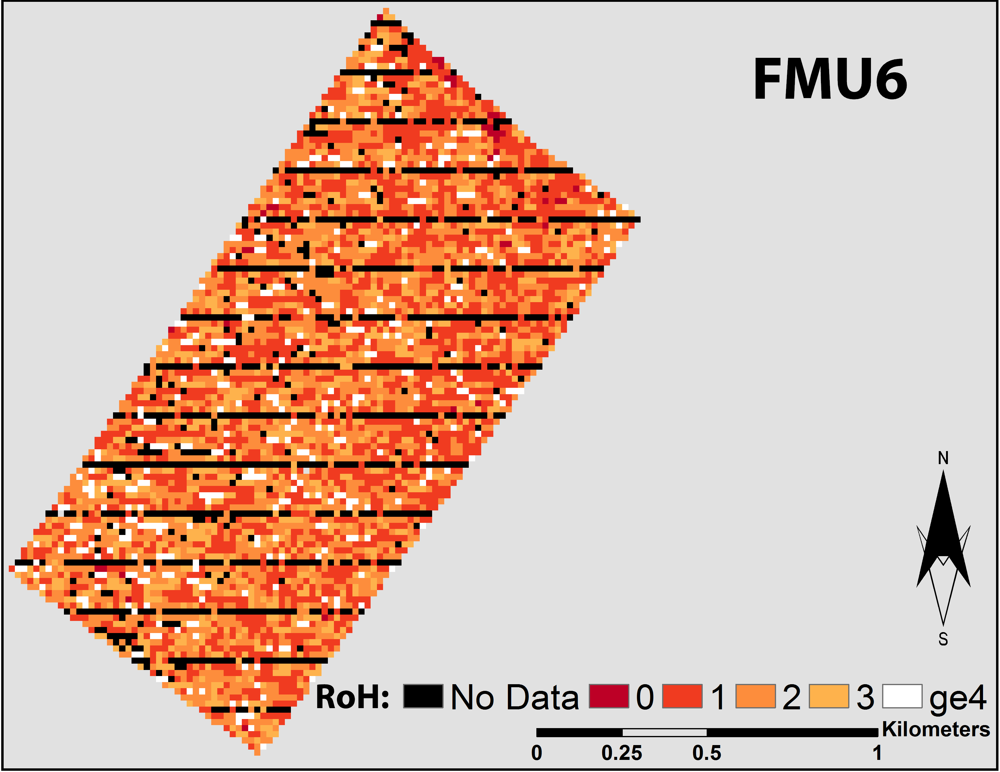 FMU6
N
S
RoH: No Data 0 1 2 3 ge4
Kilometers
0 0.25 0.5 1